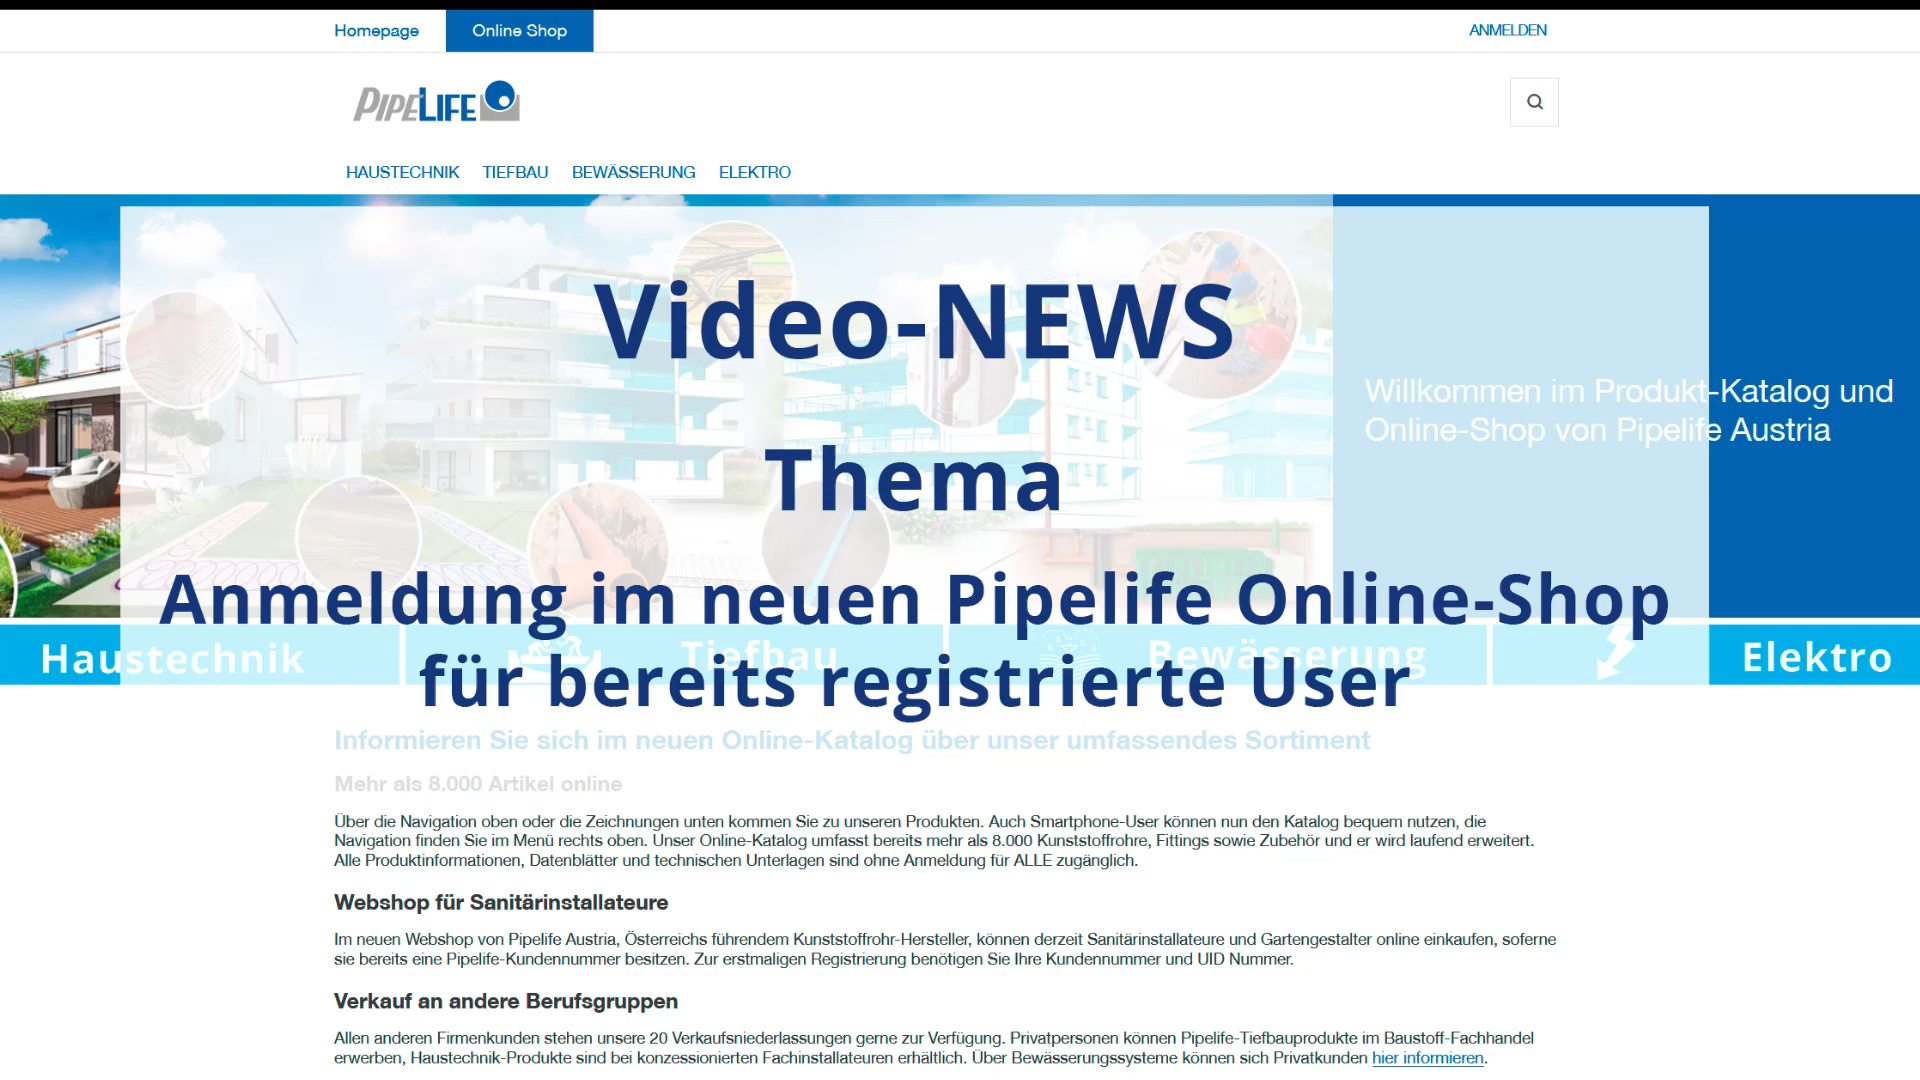 Homepage
Online Shop
ANMELDEN
PIPELIFE
HAUSTECHNIK TIEFBAU BEWÄSSERUNG ELEKTRO
Video-NEWS
Willkommen im Produkt-Katalog und
Online-Shop von Pipelife Austria
Thema
Anmeldung im neuen Pipelife Online-Shop
für bereits registrierte User
Haustechnik
Tiefbau
Bewässerung
Elektro
Informieren Sie sich im neuen Online-Katalog über unser umfassendes Sortiment
Mehr als 8.000 Artikel online
Über die Navigation oben oder die Zeichnungen unten kommen Sie zu unseren Produkten. Auch Smartphone-User können nun den Katalog bequem nutzen, die
Navigation finden Sie im Menü rechts oben. Unser Online-Katalog umfasst bereits mehr als 8.000 Kunststoffrohre, Fittings sowie Zubehör und er wird laufend erweitert.
Alle Produktinformationen, Datenblätter und technischen Unterlagen sind ohne Anmeldung für ALLE zugänglich.
Webshop für Sanitärinstallateure
Im neuen Webshop von Pipelife Austria, Österreichs führendem Kunststoffrohr-Hersteller, können derzeit Sanitärinstallateure und Gartengestalter online einkaufen, soferne
sie bereits eine Pipelife-Kundennummer besitzen. Zur erstmaligen Registrierung benötigen Sie Ihre Kundennummer und UID Nummer.
Verkauf an andere Berufsgruppen
Allen anderen Firmenkunden stehen unsere 20 Verkaufsniederlassungen gerne zur Verfügung. Privatpersonen können Pipelife-Tiefbauprodukte im Baustoff-Fachhandel
erwerben, Haustechnik-Produkte sind bei konzessionierten Fachinstallateuren erhältlich. Über Bewässerungssysteme können sich Privatkunden hier informieren.